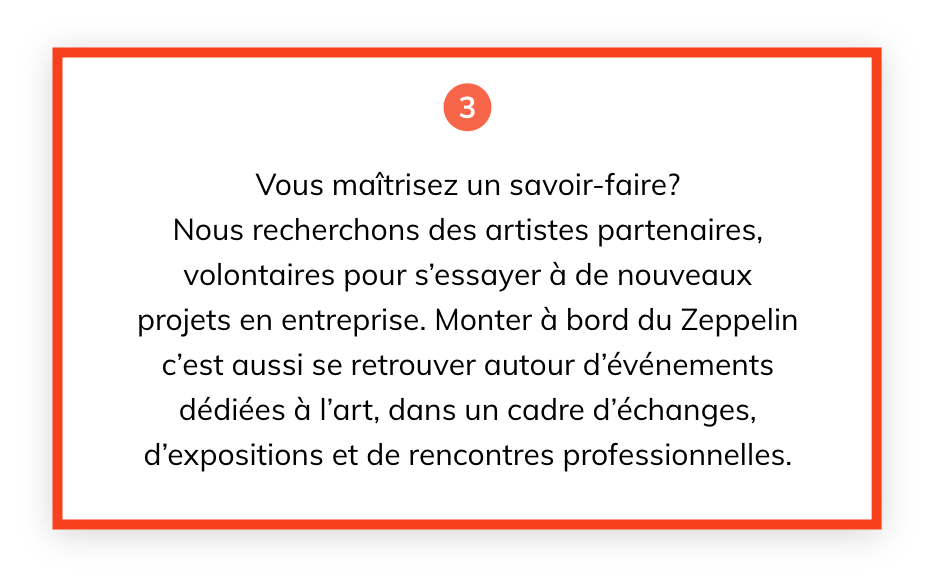 3
Vous maîtrisez un savoir-faire?
Nous recherchons des artistes partenaires,
volontaires pour s’essayer à de nouveaux
projets en entreprise. Monter à bord du Zeppelin
c’est aussi se retrouver autour d’événements
dédiées à l’art, dans un cadre d’échanges,
d’expositions et de rencontres professionnelles.